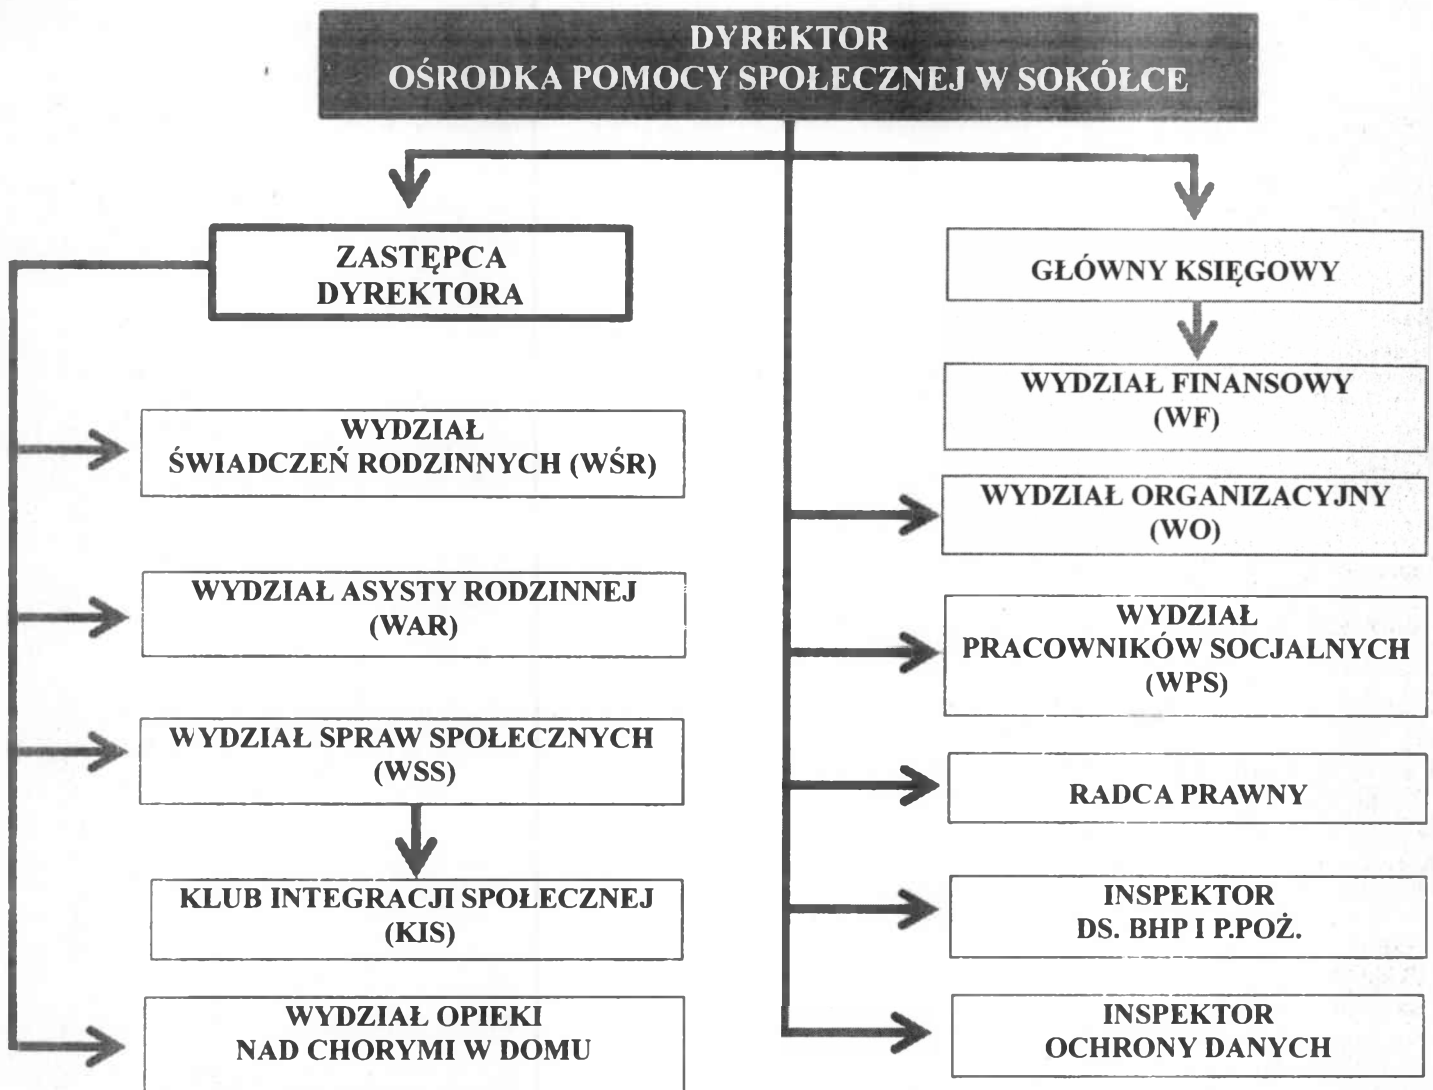 DYREKTOR
OŚRODKA POMOCY SPOŁECZNEJ W SOKÓŁCE
ZASTĘPCA
DYREKTORA
WYDZIAŁ
ŚWIADCZEŃ RODZINNYCH (WŚR)
WYDZIAŁ ASYSTY RODZINNEJ
(WAR)
WYDZIAŁ SPRAW SPOŁECZNYCH
(WSS)
KLUB INTEGRACJI SPOŁECZNEJ
(KIS)
WYDZIAŁ OPIEKI
NAD CHORYMI W DOMU
GŁÓWNY KSIĘGOWY
WYDZIAŁ FINANSOWY
(WF)
WYDZIAŁ ORGANIZACYJNY
(WO)
WYDZIAŁ
PRACOWNIKÓW SOCJALNYCH
(WPS)
RADCA PRAWNY
INSPEKTOR
DS. BHP I P.POŻ.
INSPEKTOR
OCHRONY DANYCH